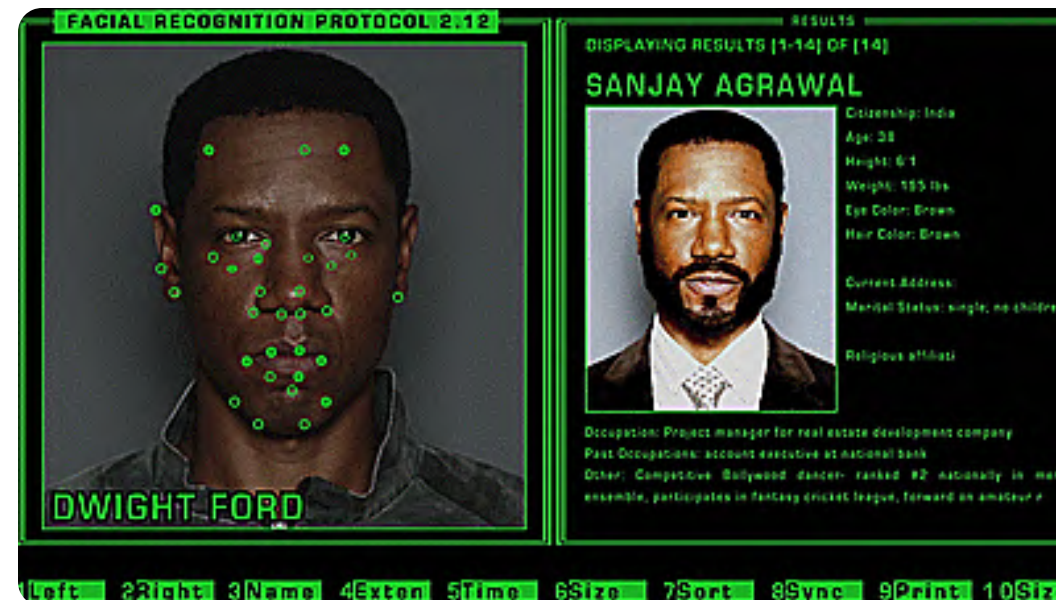 FACIAL RECOGNITION PROTOCOL 2.12
DWIGHT FORD
RESULTS
DISPLAYING RESULTS [1-14] OF [14]
SANJAY AGRAWAL
Citizenship: India
Age: 38
Height: 6'1
Weight: 195 lbs
Eye Color: Brown
Hair Color: Brown
Current Address:
Marital Status: single, no childre
Religious affiliati
Occupation: Project manager for real estate development company
Past Occupations: account executive at national bank
Other: Competitive Bollywood dancer- ranked #2 nationally in me
ensemble, participates in fantasy cricket league, forward on amateur r
1Left 2Right 3Name 4Exten 5Time 6Size 7Sort 8Sync 9Print 10Siz